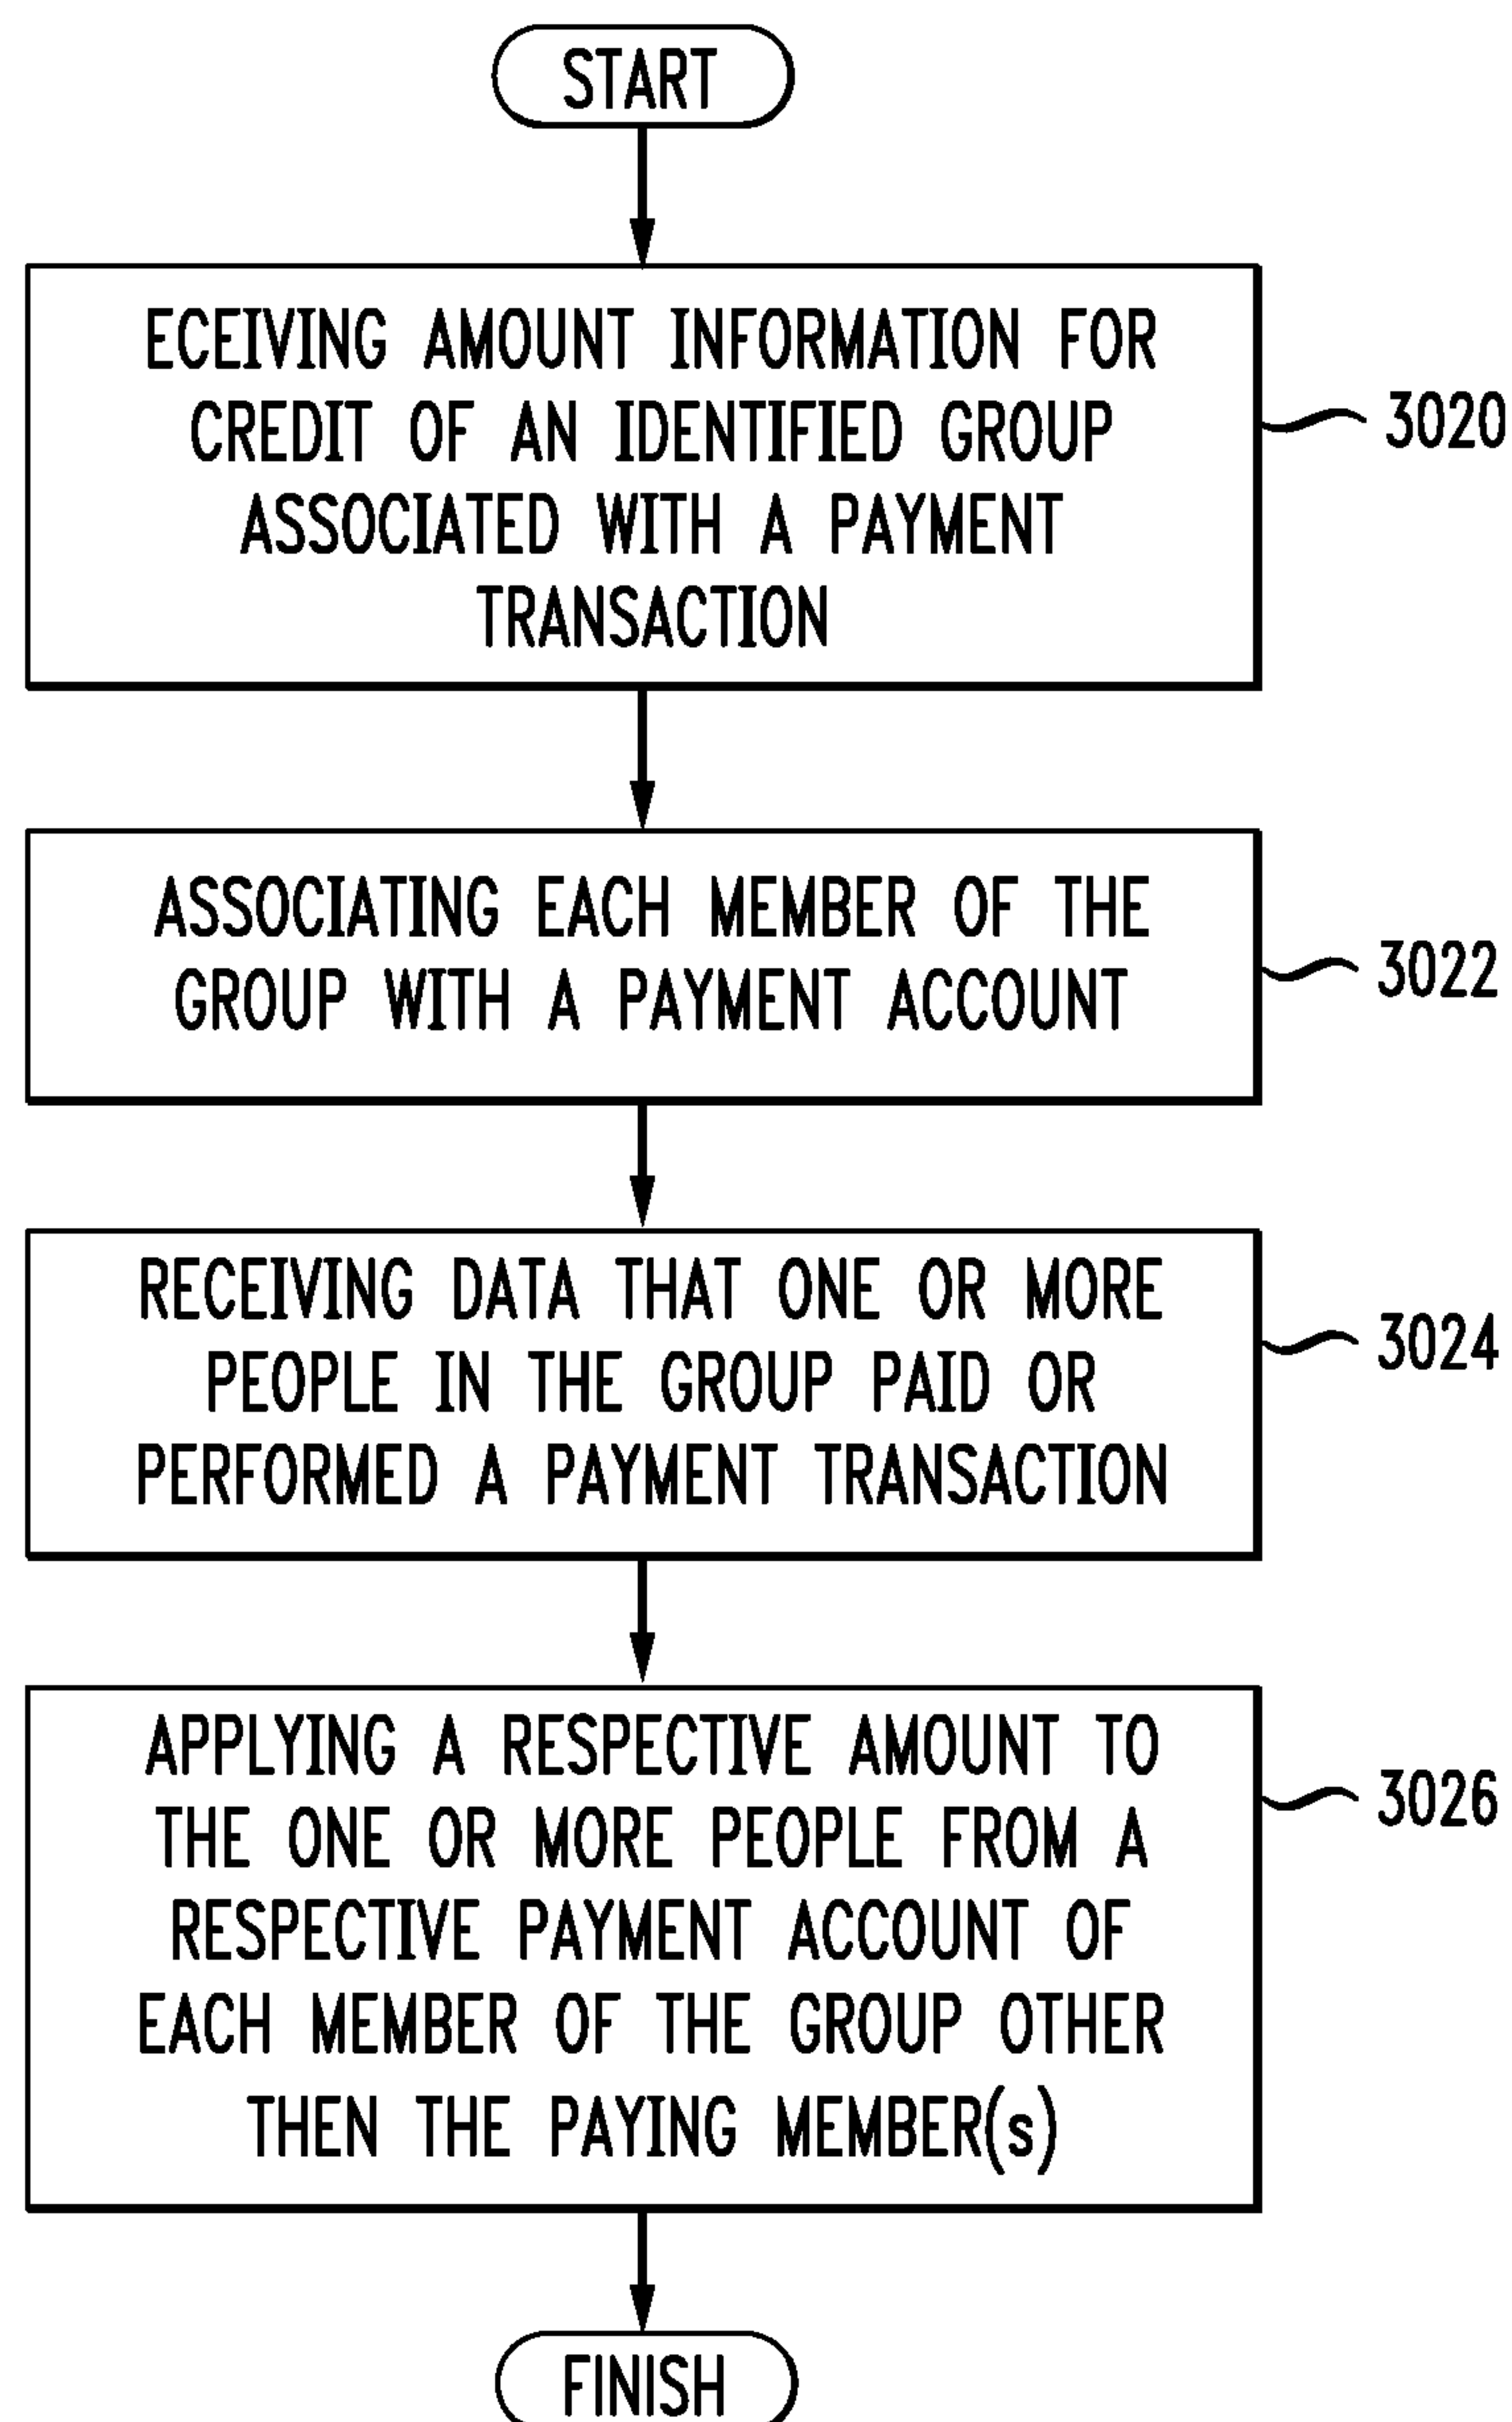 START
ECEIVING AMOUNT INFORMATION FOR
CREDIT OF AN IDENTIFIED GROUP
ASSOCIATED WITH A PAYMENT
TRANSACTION
3020
ASSOCIATING EACH MEMBER OF THE
GROUP WITH A PAYMENT ACCOUNT
3022
RECEIVING DATA THAT ONE OR MORE
PEOPLE IN THE GROUP PAID OR
PERFORMED A PAYMENT TRANSACTION
3024
APPLYING A RESPECTIVE AMOUNT TO
THE ONE OR MORE PEOPLE FROM A
RESPECTIVE PAYMENT ACCOUNT OF
EACH MEMBER OF THE GROUP OTHER
THEN THE PAYING MEMBER(s)
3026
FINISH